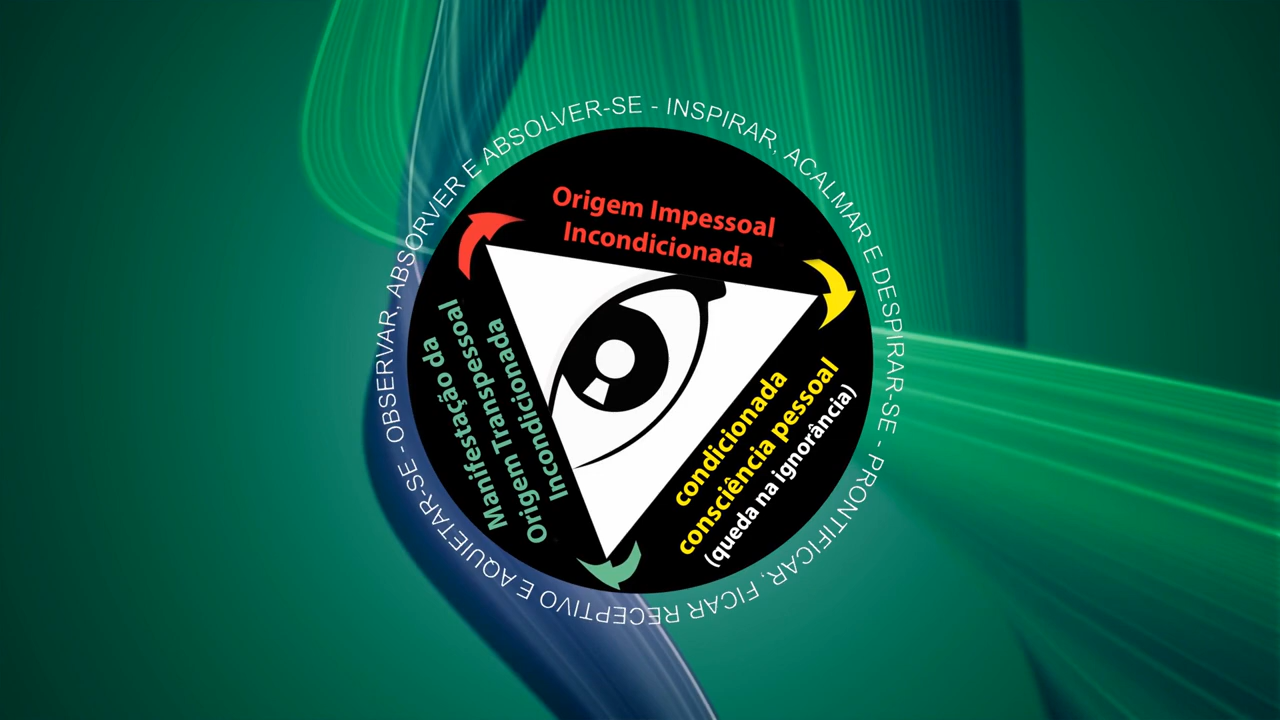 OBSERVAR, ABSORVER E ABSOLVER-SE - INSPIRAR, ACALMAR E DESPIRAR-SE - PRONTIFICAR, FICAR RECEPTIVO E AQUIETAR-SE -
Origem Impessoal
Incondicionada
condicionada
consciência pessoal
(queda na ignorância)
Manifestação da
Origem Transpessoal
Incondicionada